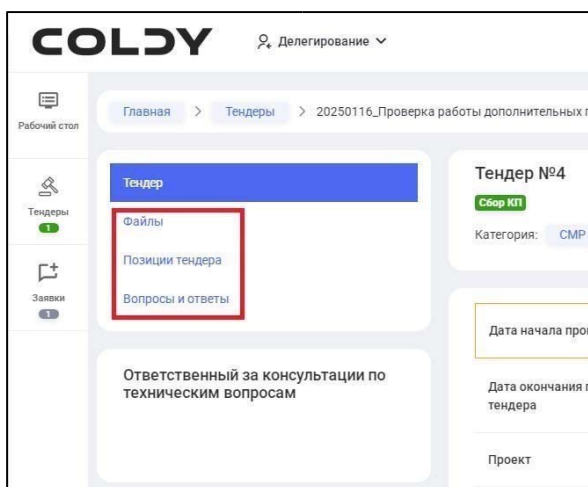 COLDY
Делегирование
Рабочий стол
Главная > Тендеры > 20250116_Проверка работы дополнительных
Тендеры
1
Заявки
1
Тендер
Файлы
Позиции тендера
Вопросы и ответы
Ответственный за консультации по
техническим вопросам
Тендер №4
Сбор КП
Категория: СМР
Дата начала
Дата окончания
тендера
Проект